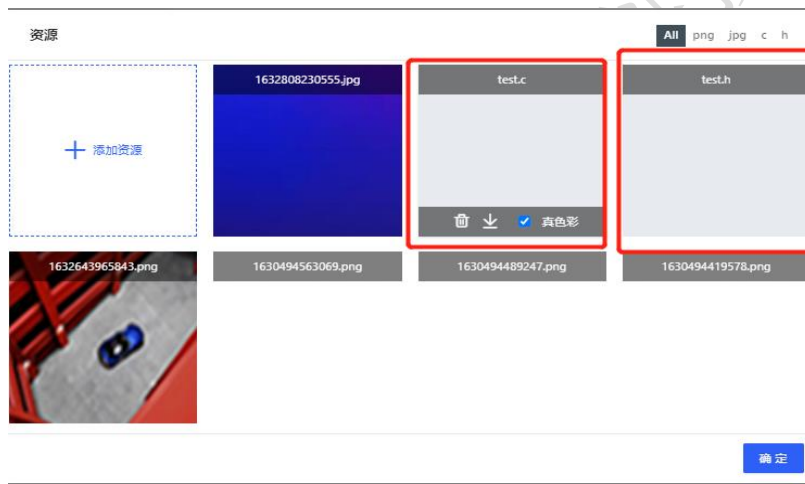 资源
All png jpg c h
1632808230555.jpg
test.c
test.h
添加资源
真色彩
1632643965843.png
1630494563069.png
1630494489247.png
1630494419578.png
确定